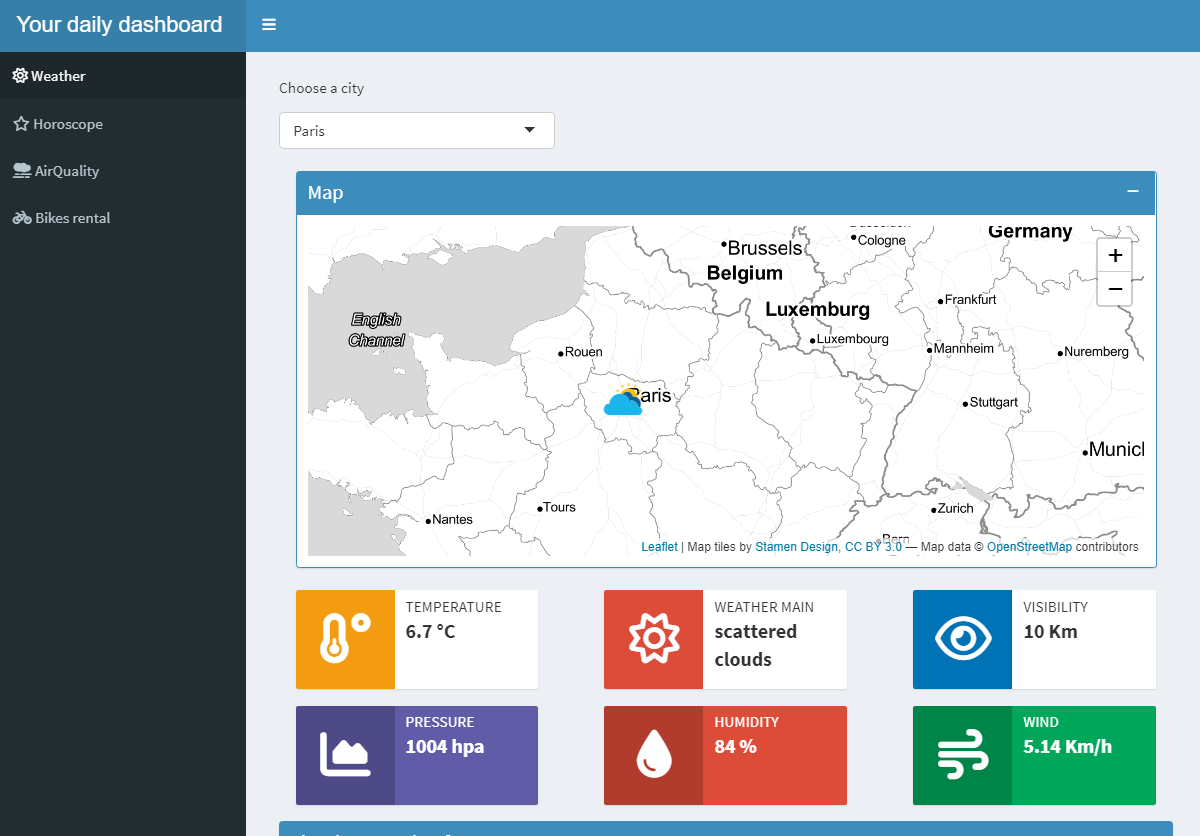 Your daily dashboard
Weather
Horoscope
AirQuality
Bikes rental
Choose a city
Paris
Map
−
Germany
Brussels
Cologne
Belgium
+
−
Luxemburg
Frankfurt
English
Channel
Rouen
Luxembourg
Mannheim
Nuremberg
Paris
Stuttgart
Munich
Nantes
Tours
Zurich
Bern
Leaflet | Map tiles by Stamen Design, CC BY 3.0 — Map data © OpenStreetMap contributors
TEMPERATURE
6.7 °C
WEATHER MAIN
scattered
clouds
VISIBILITY
10 Km
PRESSURE
1004 hpa
HUMIDITY
84 %
WIND
5.14 Km/h